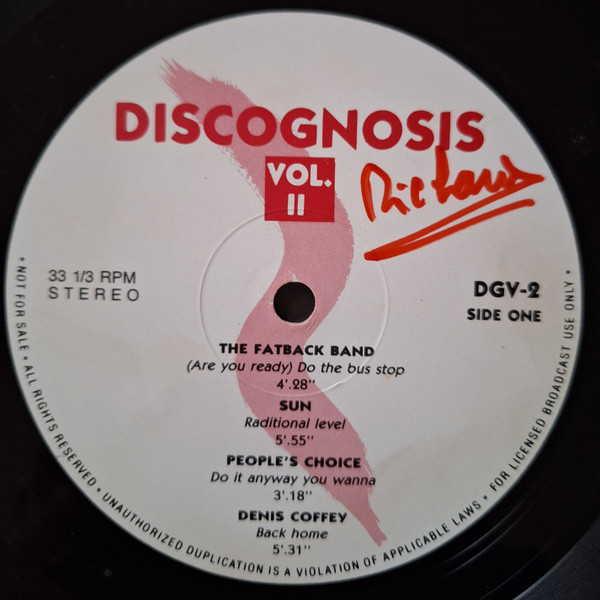 DISCOGNOSIS
VOL.
II
Richard
33 1/3 RPM
STEREO
DGV-2
SIDE ONE
THE FATBACK BAND
(Are you ready) Do the bus stop
4'.28"
SUN
Raditional level
5'.55"
PEOPLE'S CHOICE
Do it anyway you wanna
3'.18"
DENIS COFFEY
Back home
5'.31"
• NOT FOR SALE • ALL RIGHTS RESERVED • UNAUTHORIZED DUPLICATION IS A VIOLATION OF APPLICABLE LAWS • FOR LICENSED BROADCAST USE ONLY •